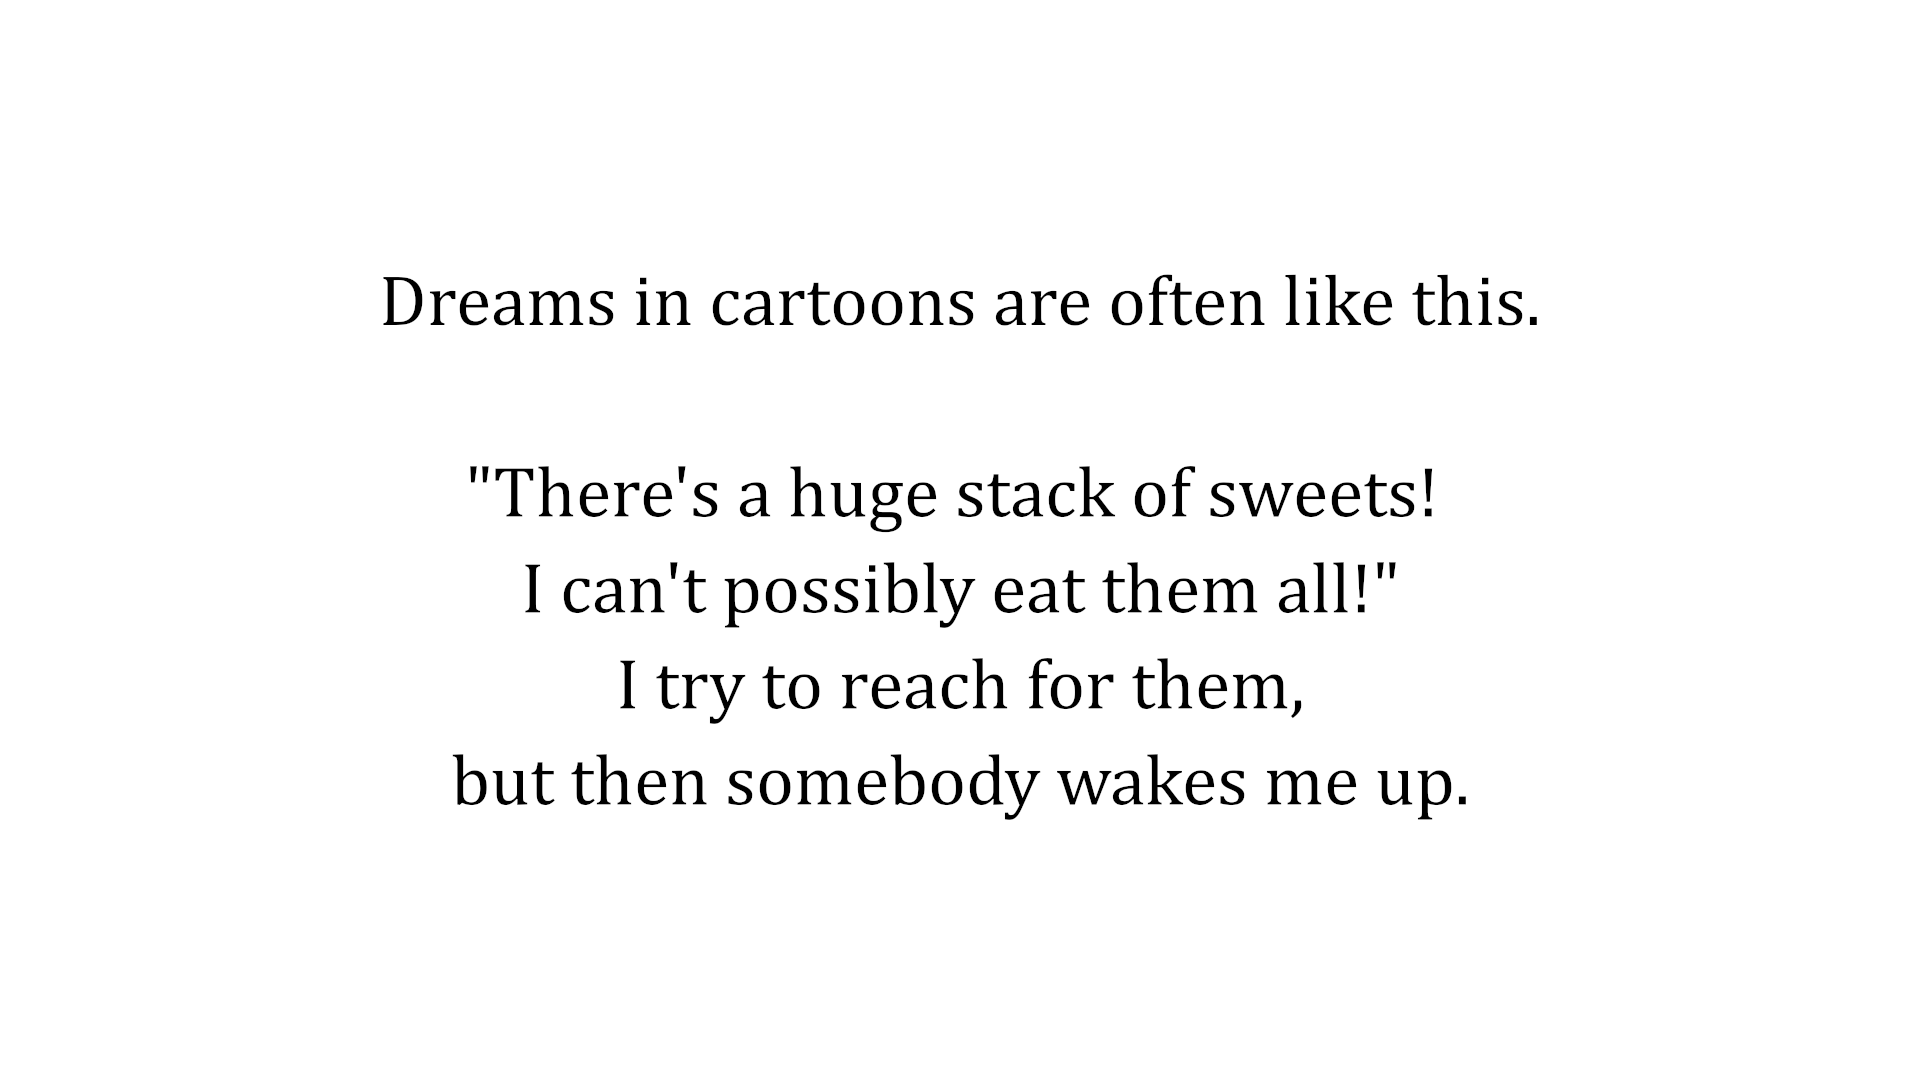 Dreams in cartoons are often like this.
"There's a huge stack of sweets!
I can't possibly eat them all!"
I try to reach for them,
but then somebody wakes me up.